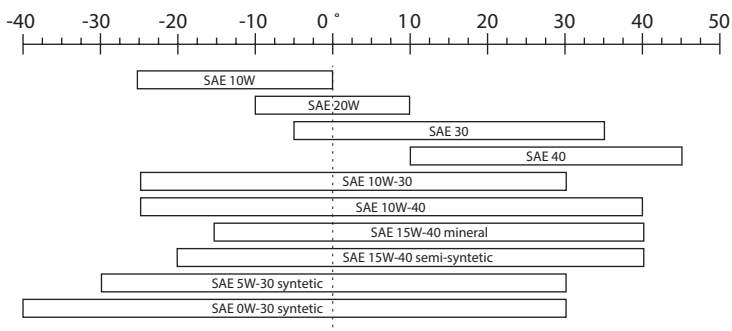 -40 -30 -20 -10 0 ° 10 20 30 40 50
SAE 10W
SAE 20W
SAE 30
SAE 40
SAE 10W-30
SAE 10W-40
SAE 15W-40 mineral
SAE 15W-40 semi-syntetic
SAE 5W-30 syntetic
SAE 0W-30 syntetic